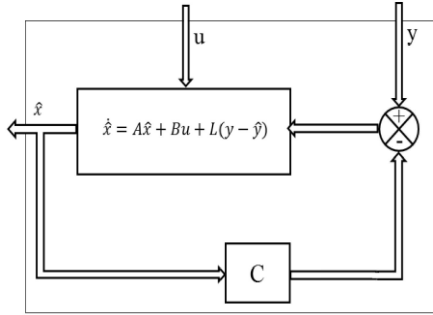 u
y
+
-
x̂
ẋ̂ = Ax̂ + Bu + L(y − ŷ)
C